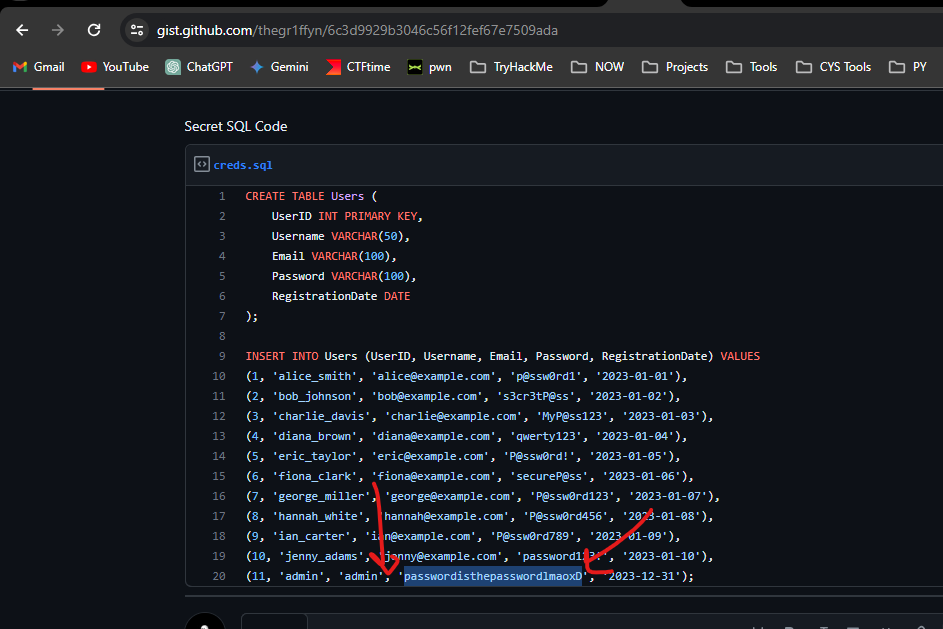 gist.github.com/thegr1ffyn/6c3d9929b3046c56f12fef67e7509ada
Gmail YouTube ChatGPT Gemini CTFtime pwn TryHackMe NOW Projects Tools CYS Tools PY
Secret SQL Code
creds.sql
1 CREATE TABLE Users (
2 UserID INT PRIMARY KEY,
3 Username VARCHAR(50),
4 Email VARCHAR(100),
5 Password VARCHAR(100),
6 RegistrationDate DATE
7 );
8
9 INSERT INTO Users (UserID, Username, Email, Password, RegistrationDate) VALUES
10 (1, 'alice_smith', 'alice@example.com', 'p@ssw0rd1', '2023-01-01'),
11 (2, 'bob_johnson', 'bob@example.com', 's3cr3tP@ss', '2023-01-02'),
12 (3, 'charlie_davis', 'charlie@example.com', 'MyP@ss123', '2023-01-03'),
13 (4, 'diana_brown', 'diana@example.com', 'qwerty123', '2023-01-04'),
14 (5, 'eric_taylor', 'eric@example.com', 'P@ssw0rd!', '2023-01-05'),
15 (6, 'fiona_clark', 'fiona@example.com', 'secureP@ss', '2023-01-06'),
16 (7, 'george_miller', 'george@example.com', 'P@ssw0rd123', '2023-01-07'),
17 (8, 'hannah_white', 'hannah@example.com', 'P@ssw0rd456', '2023-01-08'),
18 (9, 'ian_carter', 'ian@example.com', 'P@ssw0rd789', '2023-01-09'),
19 (10, 'jenny_adams', 'jenny@example.com', '2023-01-10'),
20 (11, 'admin', 'admin', 'passwordisthepasswordlmaoxD', '2023-12-31');